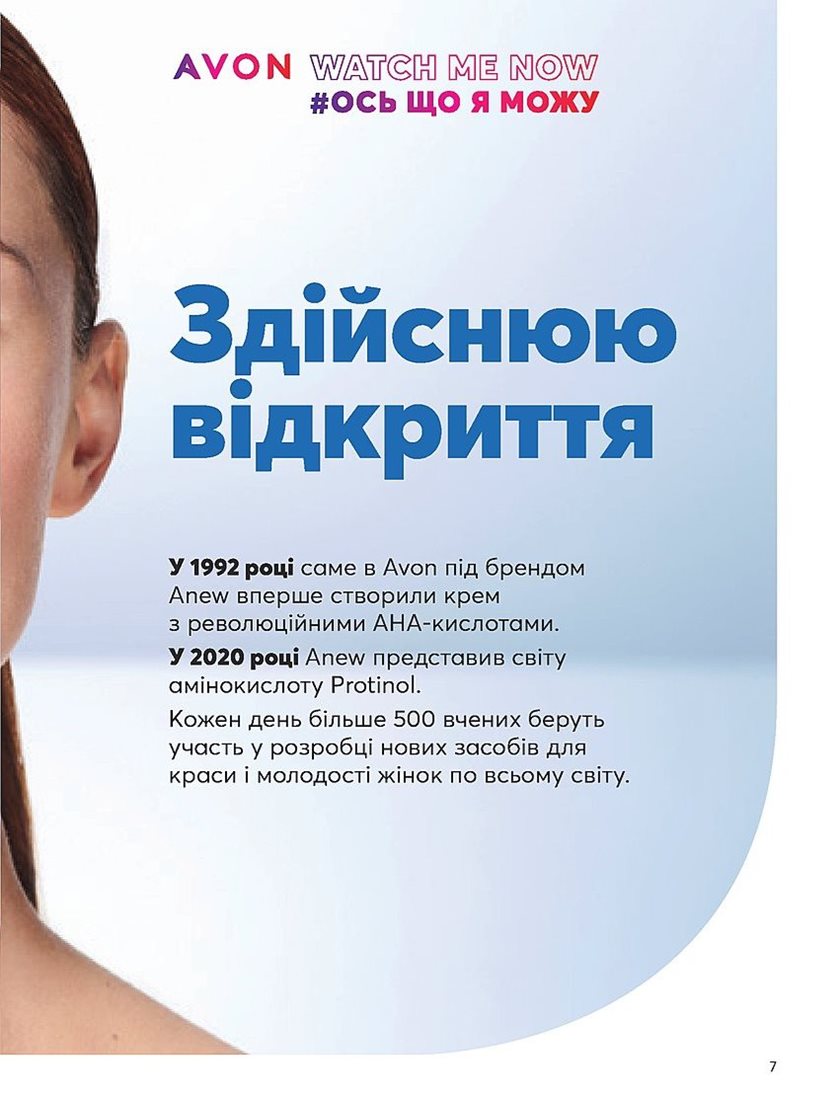 AVON WATCH ME NOW
#ОСЬ ЩО Я МОЖУ
Здійснюю
відкриття
У 1992 році саме в Avon під брендом
Anew вперше створили крем
з революційними АНА-кислотами.
У 2020 році Anew представив світу
амінокислоту Protinol.
Кожен день більше 500 вчених беруть
участь у розробці нових засобів для
краси і молодості жінок по всьому світу.
7